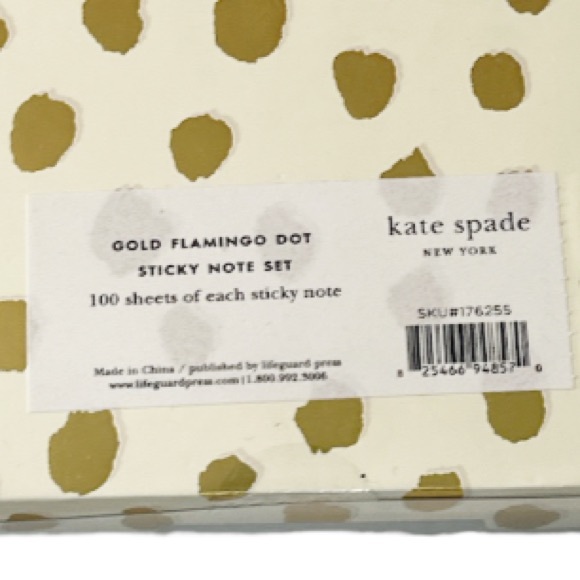 GOLD FLAMINGO DOT
STICKY NOTE SET
100 sheets of each sticky note
Made in China / published by lifeguard press
www.lifeguardpress.com | 1.800.992.3006
kate spade
NEW YORK
SKU#176255
8 25466 94857 0